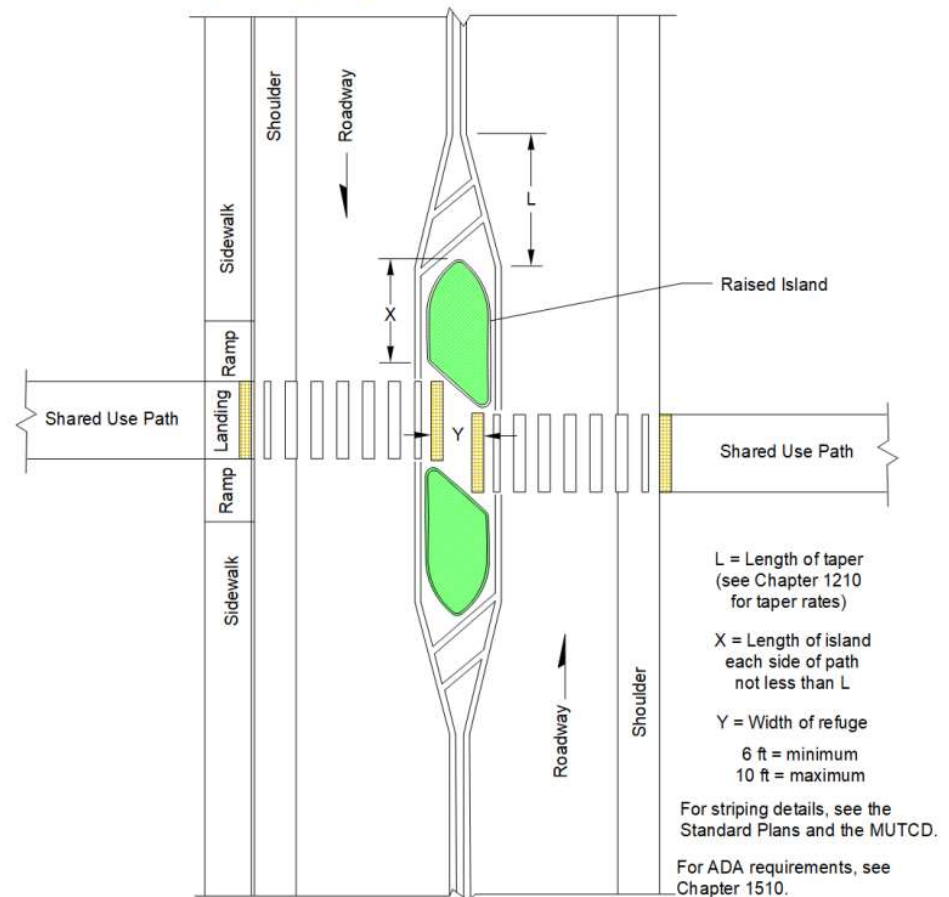 Shoulder
Roadway
Sidewalk
L
X
Raised Island
Ramp
Shared Use Path
Landing
Y
Shared Use Path
Ramp
Sidewalk
Roadway
Shoulder
L = Length of taper
(see Chapter 1210
for taper rates)
X = Length of island
each side of path
not less than L
Y = Width of refuge
6 ft = minimum
10 ft = maximum
For striping details, see the
Standard Plans and the MUTCD.
For ADA requirements, see
Chapter 1510.